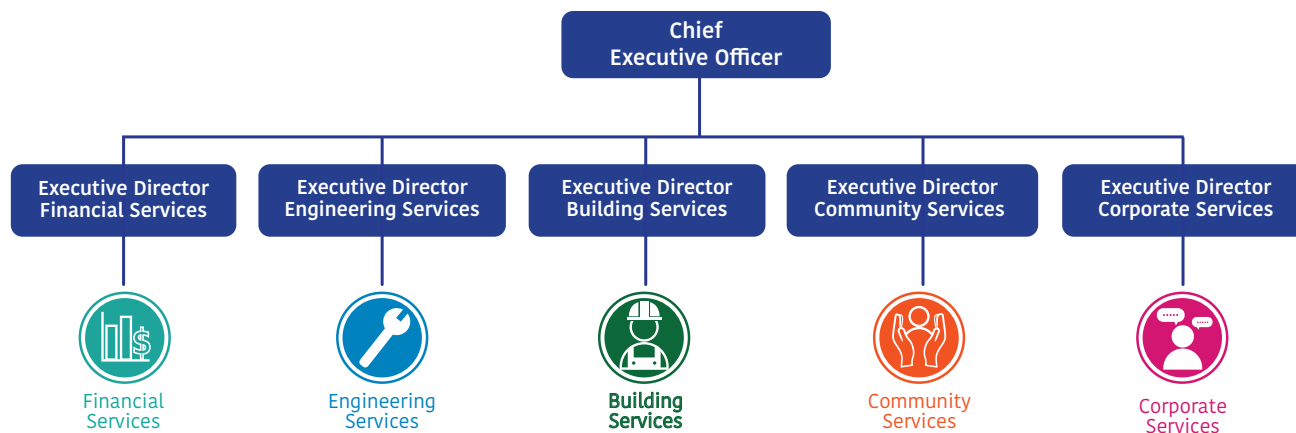 Chief
Executive Officer
Executive Director
Financial Services
Executive Director
Engineering Services
Executive Director
Building Services
Executive Director
Community Services
Executive Director
Corporate Services
$
Financial
Services
Engineering
Services
Building
Services
Community
Services
Corporate
Services